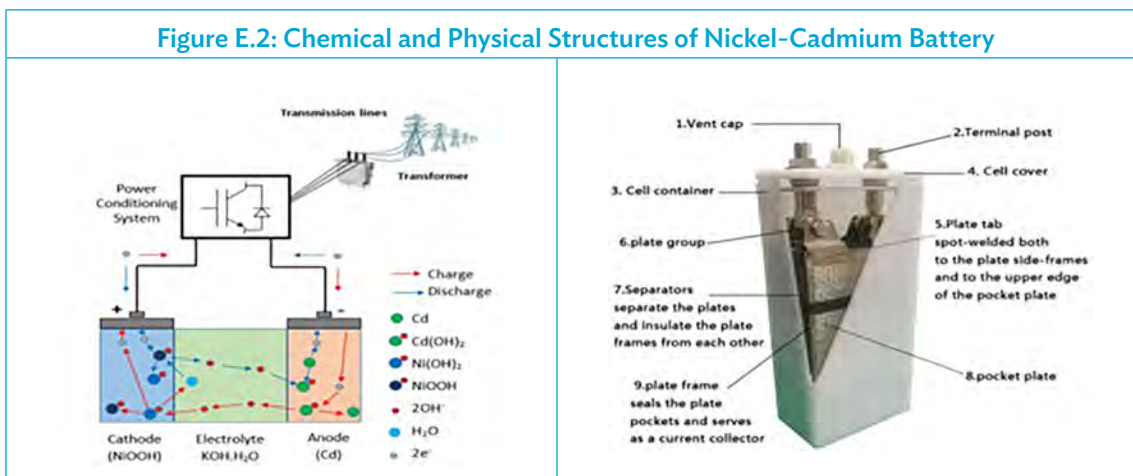 Figure E.2: Chemical and Physical Structures of Nickel-Cadmium Battery
Transmission lines
Transformer
Power
Conditioning
System
e⁻
e⁻
Charge
Discharge
+
-
Cd
Cd(OH)₂
Ni(OH)₂
NiOOH
2OH⁻
H₂O
2e⁻
Cathode
(NiOOH)
Electrolyte
KOH.H₂O
Anode
(Cd)
1.Vent cap
2.Terminal post
3. Cell container
4. Cell cover
5.Plate tab
spot-welded both
to the plate side-frames
and to the upper edge
of the pocket plate
6.plate group
7.Separators
separate the plates
and insulate the plate
frames from each other
8.pocket plate
9.plate frame
seals the plate
pockets and serves
as a current collector